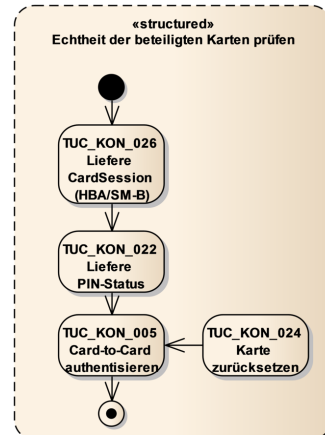 «structured»
Echtheit der beteiligten Karten prüfen
TUC_KON_026
Liefere
CardSession
(HBA/SM-B)
TUC_KON_022
Liefere
PIN-Status
TUC_KON_005
Card-to-Card
authentisieren
TUC_KON_024
Karte
zurücksetzen